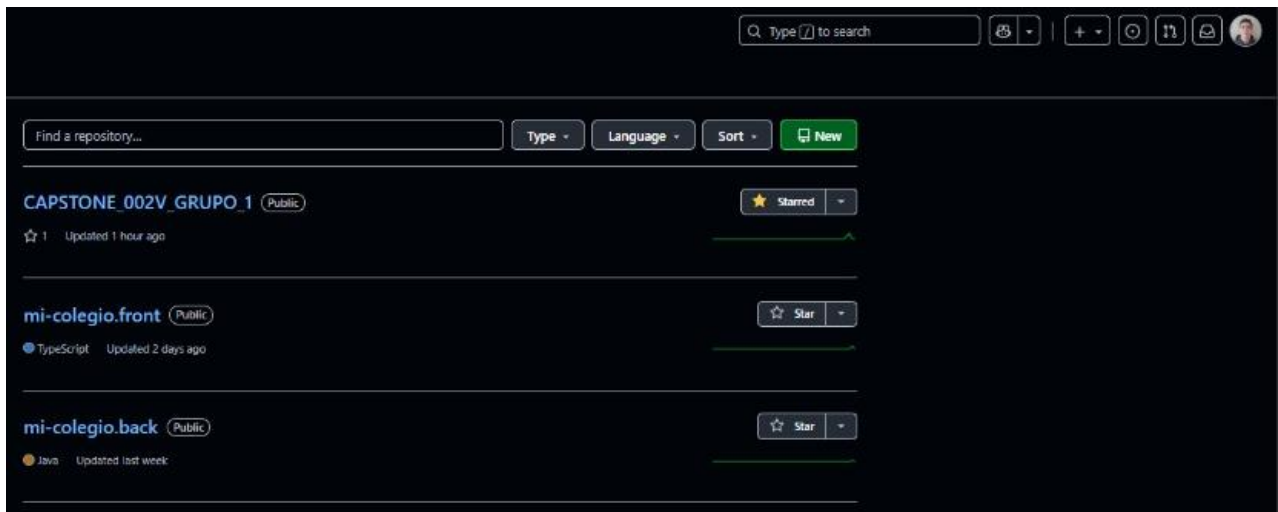 Type / to search
Find a repository... Type Language Sort New
CAPSTONE_002V_GRUPO_1 Public Starred
1 Updated 1 hour ago
mi-colegio.front Public Star
TypeScript Updated 2 days ago
mi-colegio.back Public Star
Java Updated last week